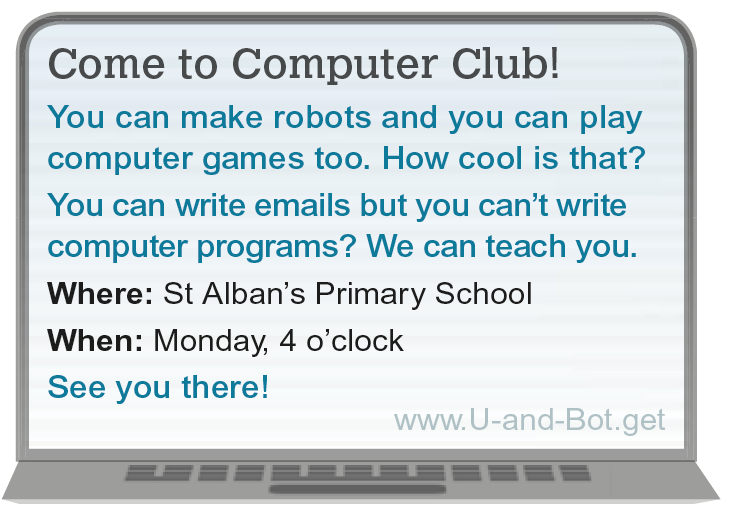 Come to Computer Club!
You can make robots and you can play
computer games too. How cool is that?
You can write emails but you can’t write
computer programs? We can teach you.
Where: St Alban’s Primary School
When: Monday, 4 o’clock
See you there!
www.U-and-Bot.get